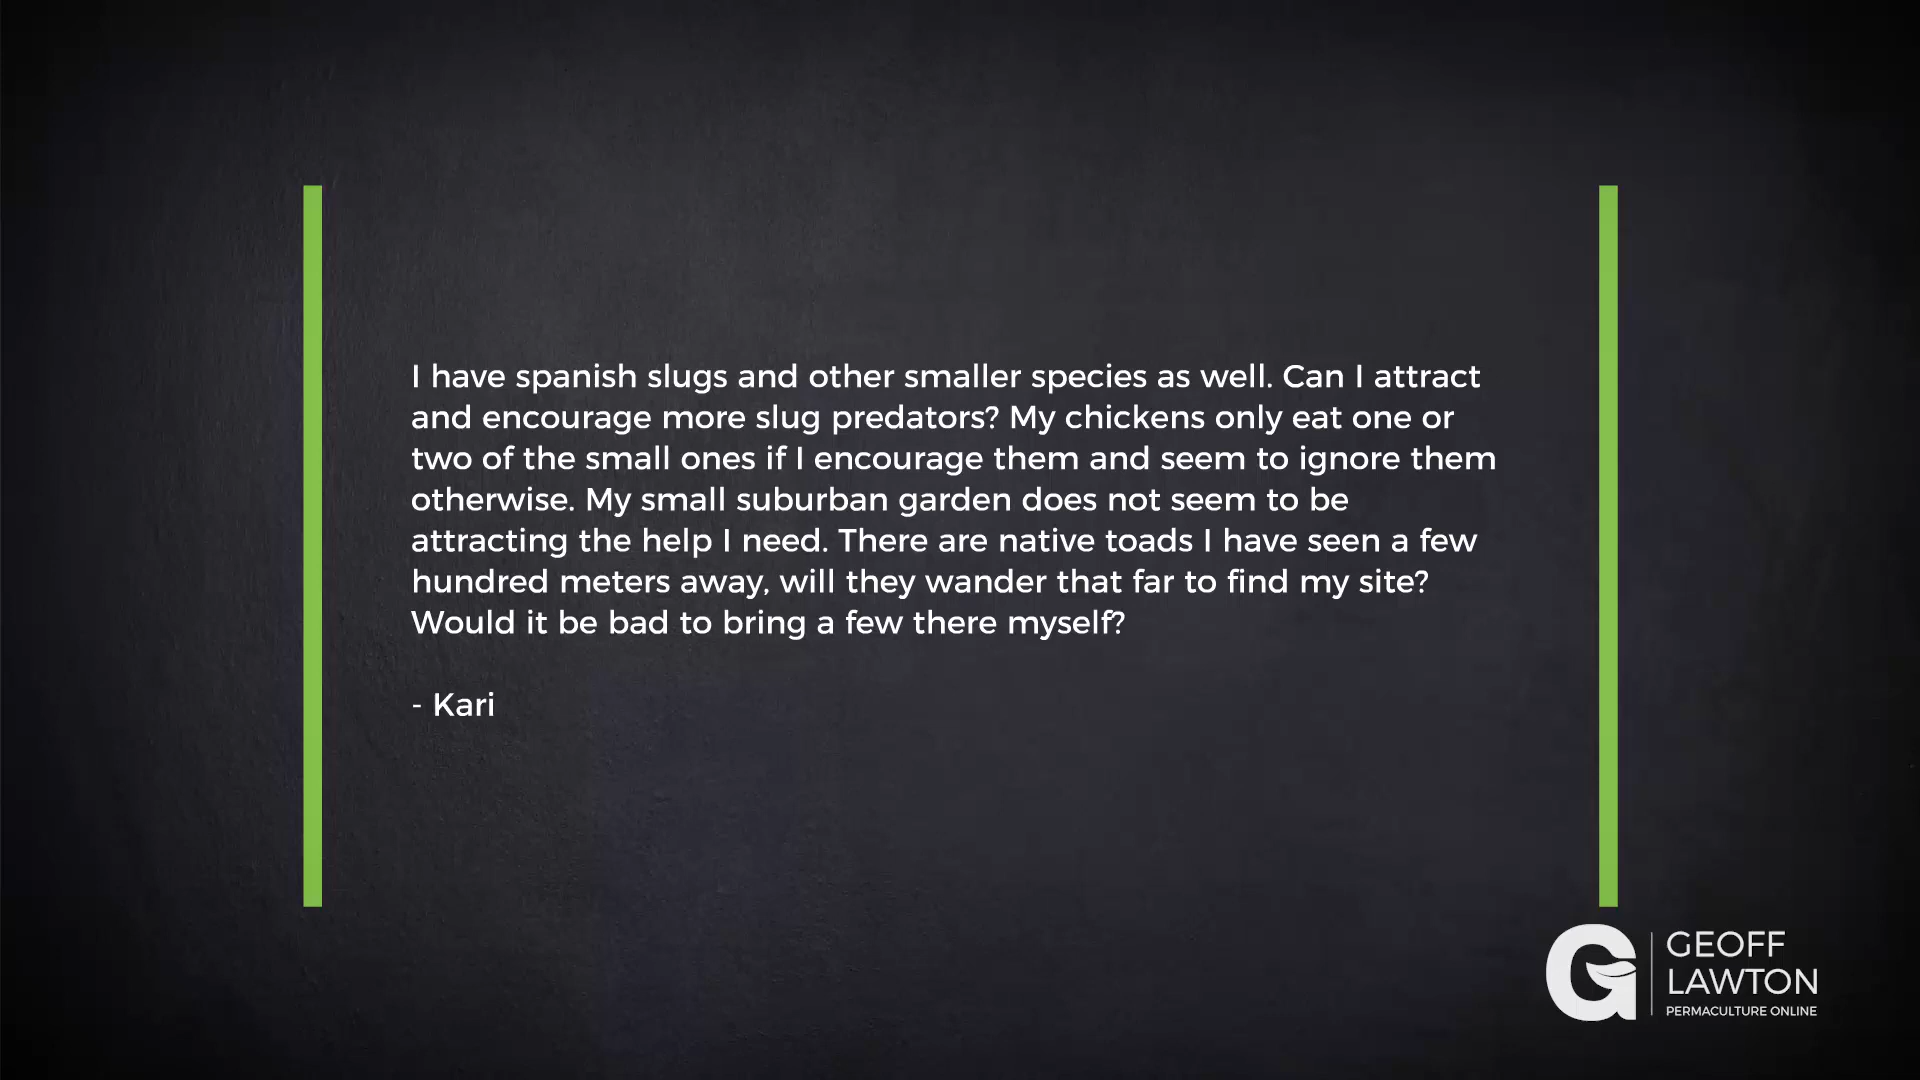 I have spanish slugs and other smaller species as well. Can I attract
and encourage more slug predators? My chickens only eat one or
two of the small ones if I encourage them and seem to ignore them
otherwise. My small suburban garden does not seem to be
attracting the help I need. There are native toads I have seen a few
hundred meters away, will they wander that far to find my site?
Would it be bad to bring a few there myself?
- Kari
GEOFF
LAWTON
PERMACULTURE ONLINE